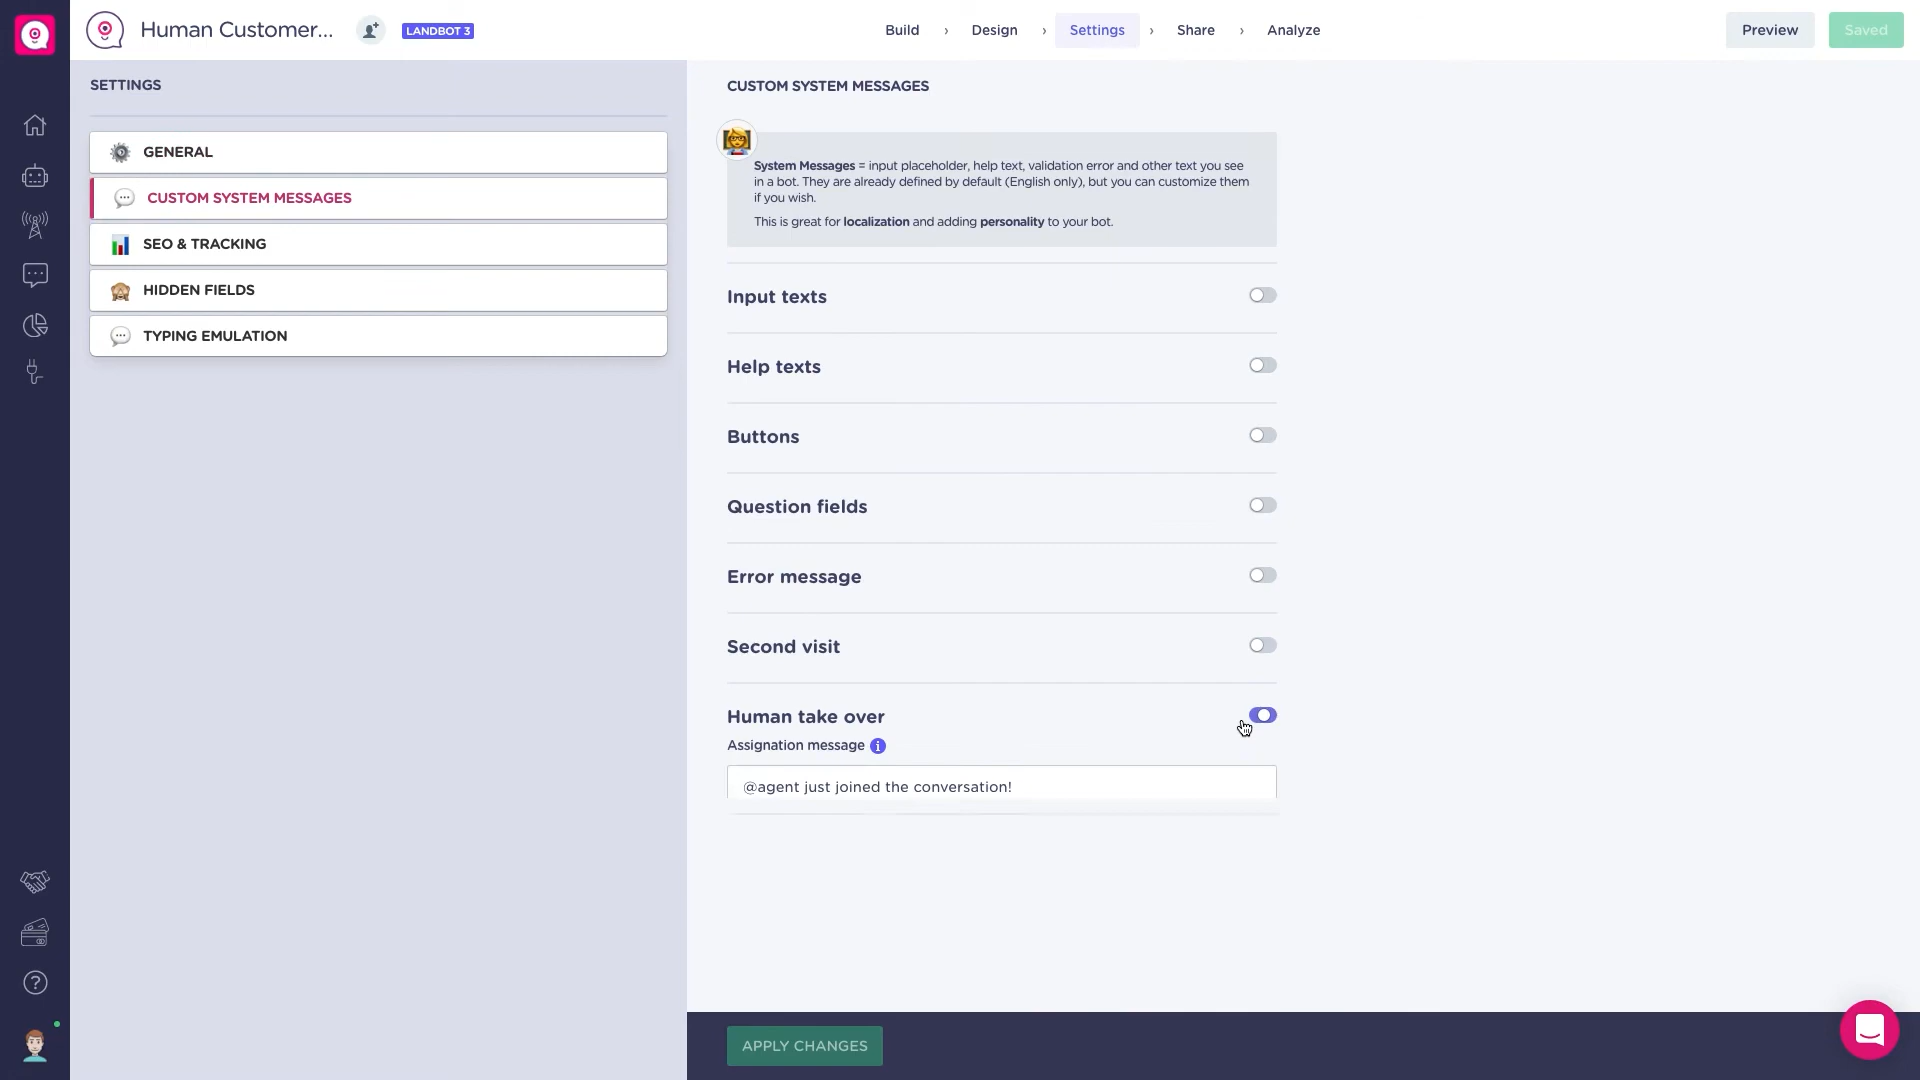 Human Customer...
LANDBOT 3
Build
Design
Settings
Share
Analyze
Preview
Saved
SETTINGS
GENERAL
CUSTOM SYSTEM MESSAGES
SEO & TRACKING
HIDDEN FIELDS
TYPING EMULATION
CUSTOM SYSTEM MESSAGES
System Messages = input placeholder, help text, validation error and other text you see
in a bot. They are already defined by default (English only), but you can customize them
if you wish.
This is great for localization and adding personality to your bot.
Input texts
Help texts
Buttons
Question fields
Error message
Second visit
Human take over
Assignation message
@agent just joined the conversation!
APPLY CHANGES